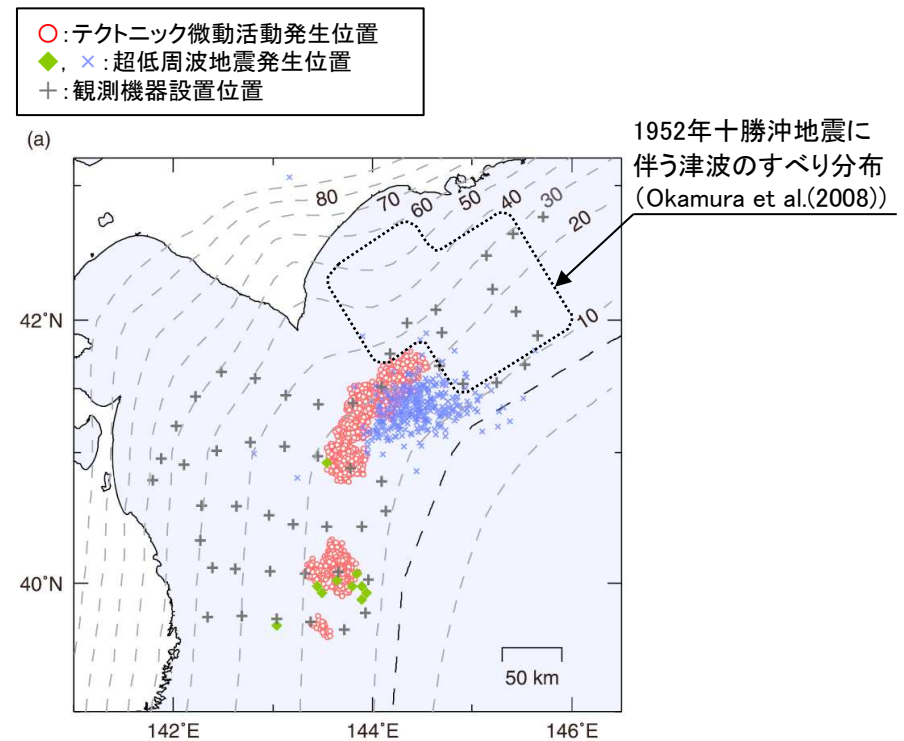 ○:テクトニック微動活動発生位置
◆, ×:超低周波地震発生位置
+:観測機器設置位置
(a)
1952年十勝沖地震に
伴う津波のすべり分布
(Okamura et al.(2008))
80 70 60 50 40 30 20 10
42˚N
40˚N
50 km
142˚E 144˚E 146˚E